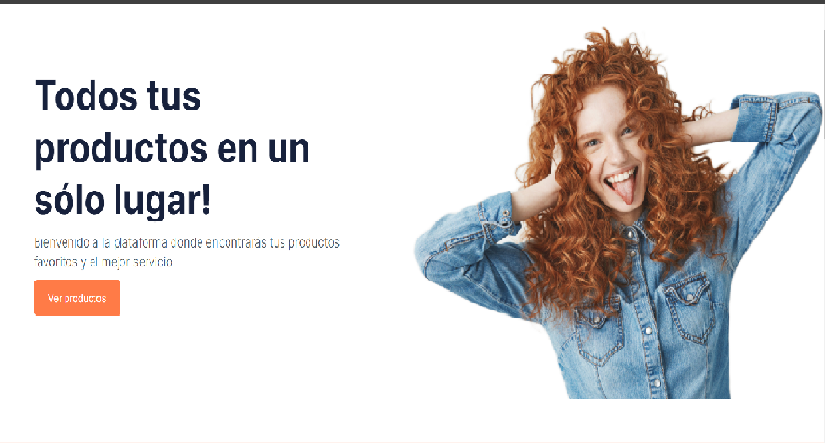 Todos tus
productos en un
sólo lugar!
Bienvenido a la plataforma donde encontraras tus productos
favoritos y el mejor servicio
Ver productos